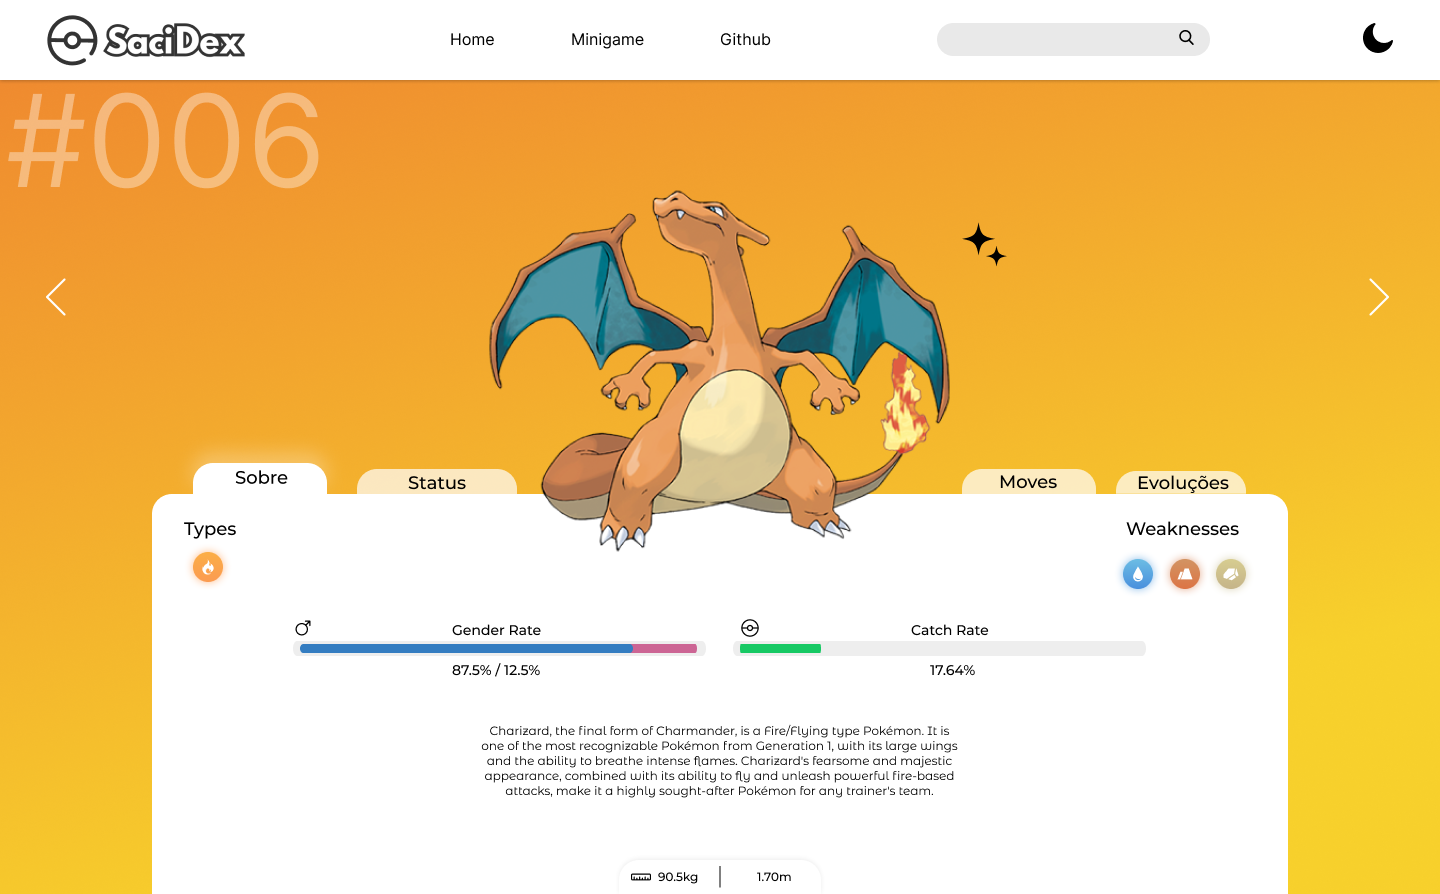 SaciDex
Home
Minigame
Github
#006
Sobre
Status
Moves
Evoluções
Types
Weaknesses
Gender Rate
Catch Rate
87.5% / 12.5%
17.64%
Charizard, the final form of Charmander, is a Fire/Flying type Pokémon. It is
one of the most recognizable Pokémon from Generation 1, with its large wings
and the ability to breathe intense flames. Charizard's fearsome and majestic
appearance, combined with its ability to fly and unleash powerful fire-based
attacks, make it a highly sought-after Pokémon for any trainer's team.
90.5kg
1.70m